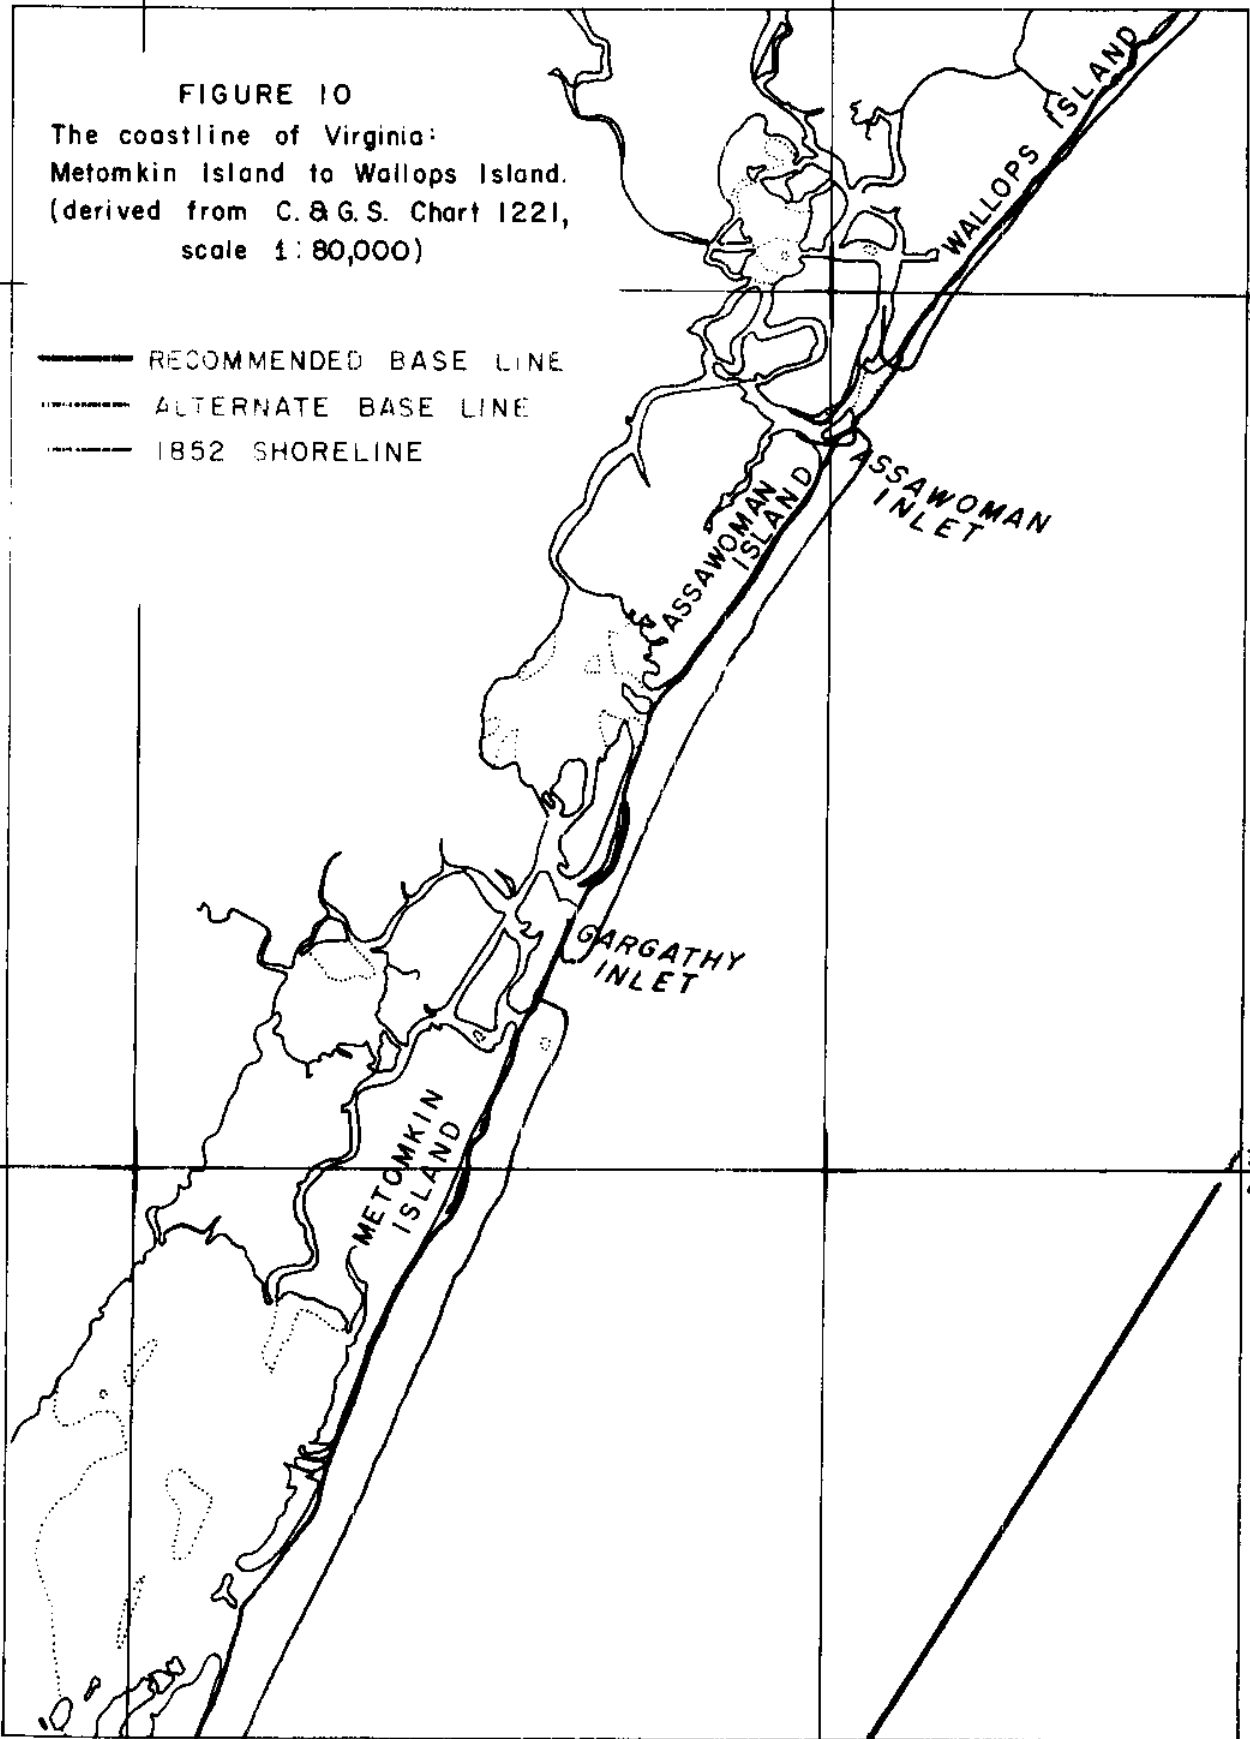 FIGURE 10
The coastline of Virginia:
Metomkin Island to Wallops Island.
(derived from C. & G. S. Chart 1221,
scale 1:80,000)
RECOMMENDED BASE LINE
ALTERNATE BASE LINE
1852 SHORELINE
WALLOPS ISLAND
ASSAWOMAN
INLET
ASSAWOMAN
ISLAND
GARGATHY
INLET
METOMKIN
ISLAND